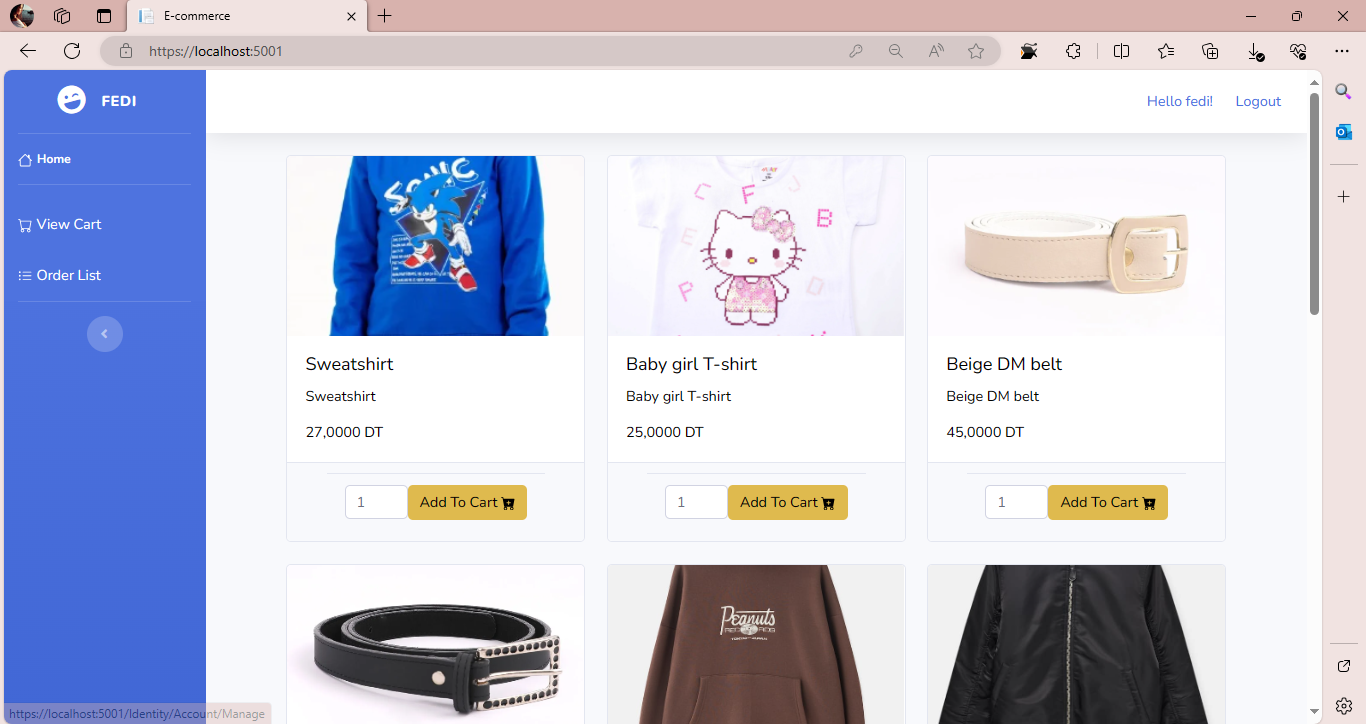 E-commerce
https://localhost:5001
FEDI
Hello fedi! Logout
Home
View Cart
Order List
SONIC
C F J
E B
P D
Sweatshirt
Sweatshirt
27,0000 DT
1 Add To Cart
Baby girl T-shirt
Baby girl T-shirt
25,0000 DT
1 Add To Cart
Beige DM belt
Beige DM belt
45,0000 DT
1 Add To Cart
Peanuts
https://localhost:5001/Identity/Account/Manage